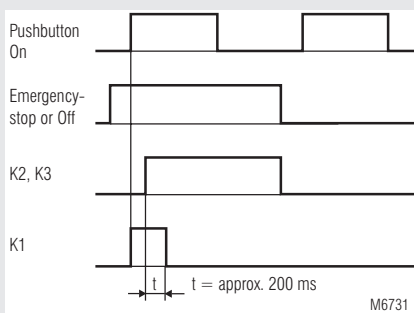 Pushbutton
On
Emergency-
stop or Off
K2, K3
K1
t
t = approx. 200 ms
M6731